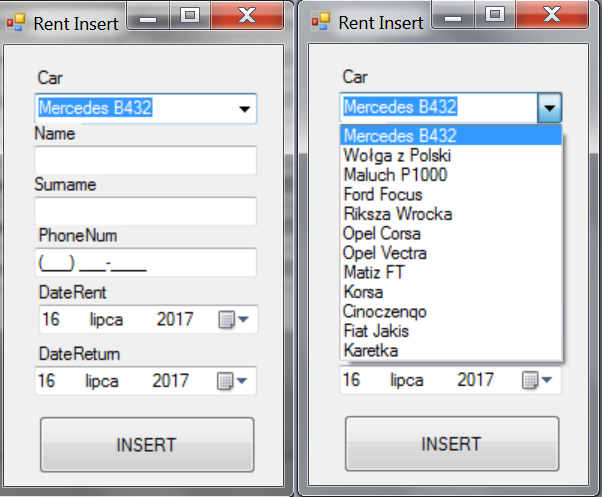 Rent Insert
Car
Mercedes B432
Name
Surname
PhoneNum
(___) ___-____
DateRent
16 lipca 2017
DateReturn
16 lipca 2017
INSERT
Rent Insert
Car
Mercedes B432
Mercedes B432
Wołga z Polski
Maluch P1000
Ford Focus
Riksza Wrocka
Opel Corsa
Opel Vectra
Matiz FT
Korsa
Cinoczenqo
Fiat Jakis
Karetka
16 lipca 2017
INSERT